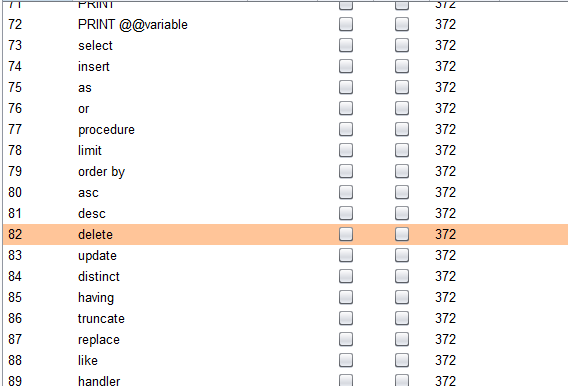 71 PRINT 372
72 PRINT @@variable 372
73 select 372
74 insert 372
75 as 372
76 or 372
77 procedure 372
78 limit 372
79 order by 372
80 asc 372
81 desc 372
82 delete 372
83 update 372
84 distinct 372
85 having 372
86 truncate 372
87 replace 372
88 like 372
89 handler 372